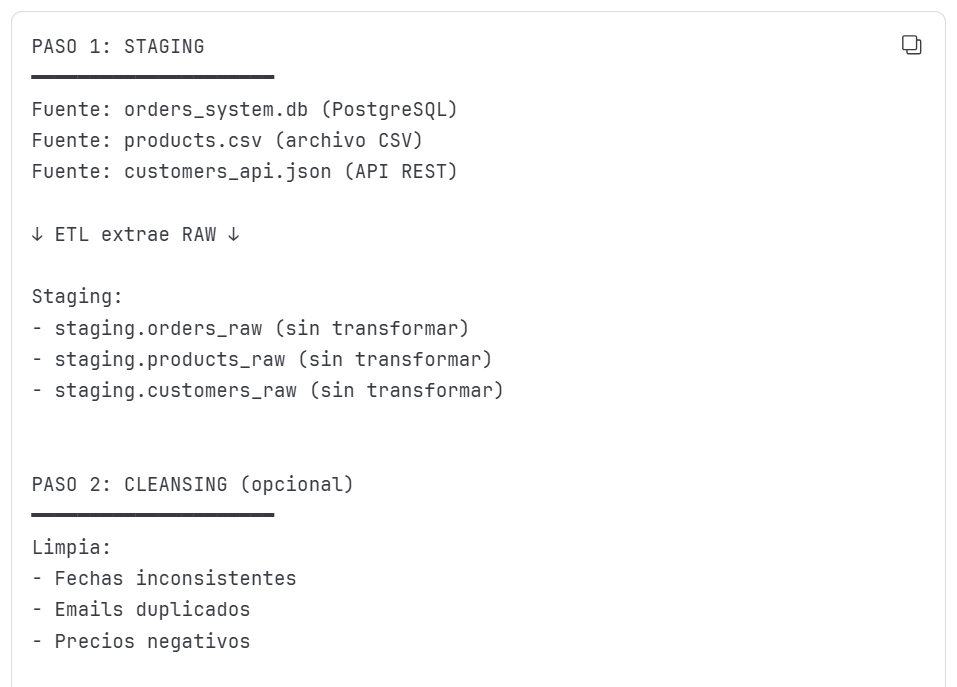 PASO 1: STAGING
━━━━━━━━━━━━━━━━━━━━━
Fuente: orders_system.db (PostgreSQL)
Fuente: products.csv (archivo CSV)
Fuente: customers_api.json (API REST)
↓ ETL extrae RAW ↓
Staging:
- staging.orders_raw (sin transformar)
- staging.products_raw (sin transformar)
- staging.customers_raw (sin transformar)
PASO 2: CLEANSING (opcional)
━━━━━━━━━━━━━━━━━━━━━
Limpia:
- Fechas inconsistentes
- Emails duplicados
- Precios negativos